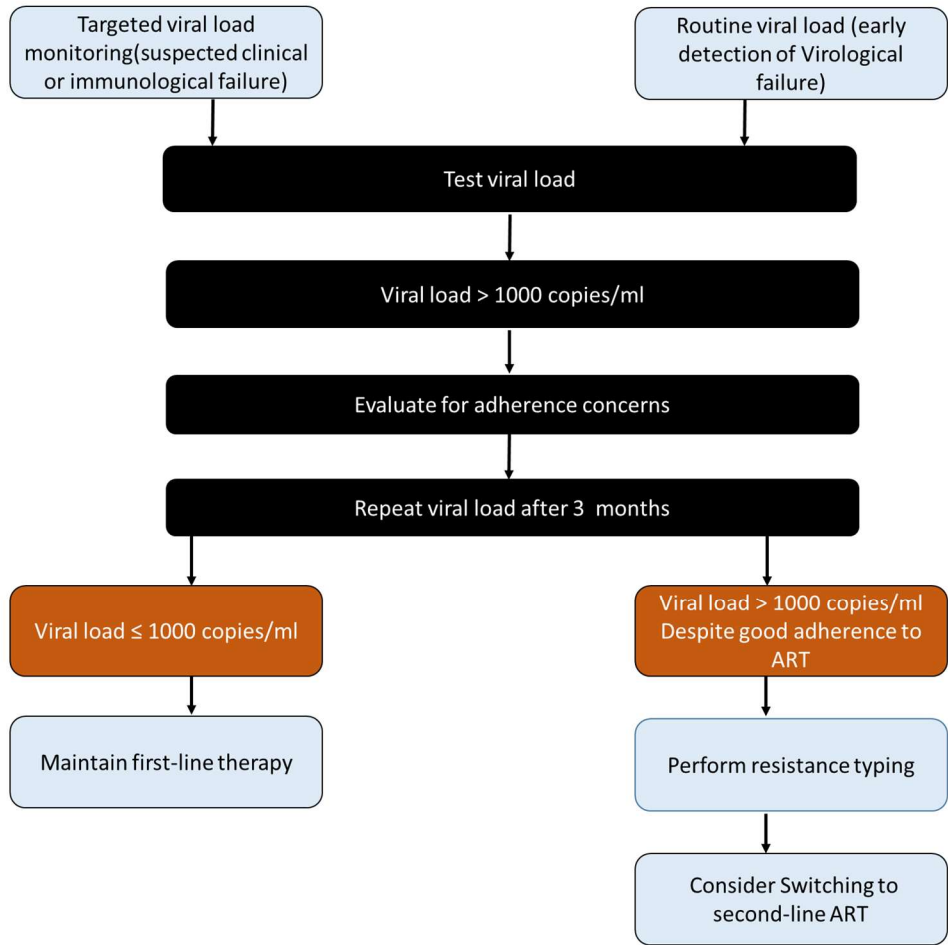 Targeted viral load
monitoring(suspected clinical
or immunological failure)
Routine viral load (early
detection of Virological
failure)
Test viral load
Viral load > 1000 copies/ml
Evaluate for adherence concerns
Repeat viral load after 3 months
Viral load ≤ 1000 copies/ml
Viral load > 1000 copies/ml
Despite good adherence to
ART
Maintain first-line therapy
Perform resistance typing
Consider Switching to
second-line ART